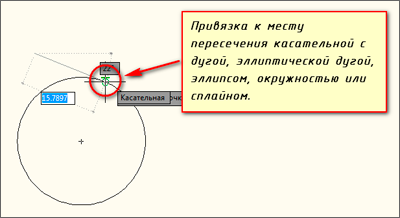 Привязка к месту
пересечения касательной с
дугой, эллиптической дугой,
эллипсом, окружностью или
сплайном.
15.7897
Касательная